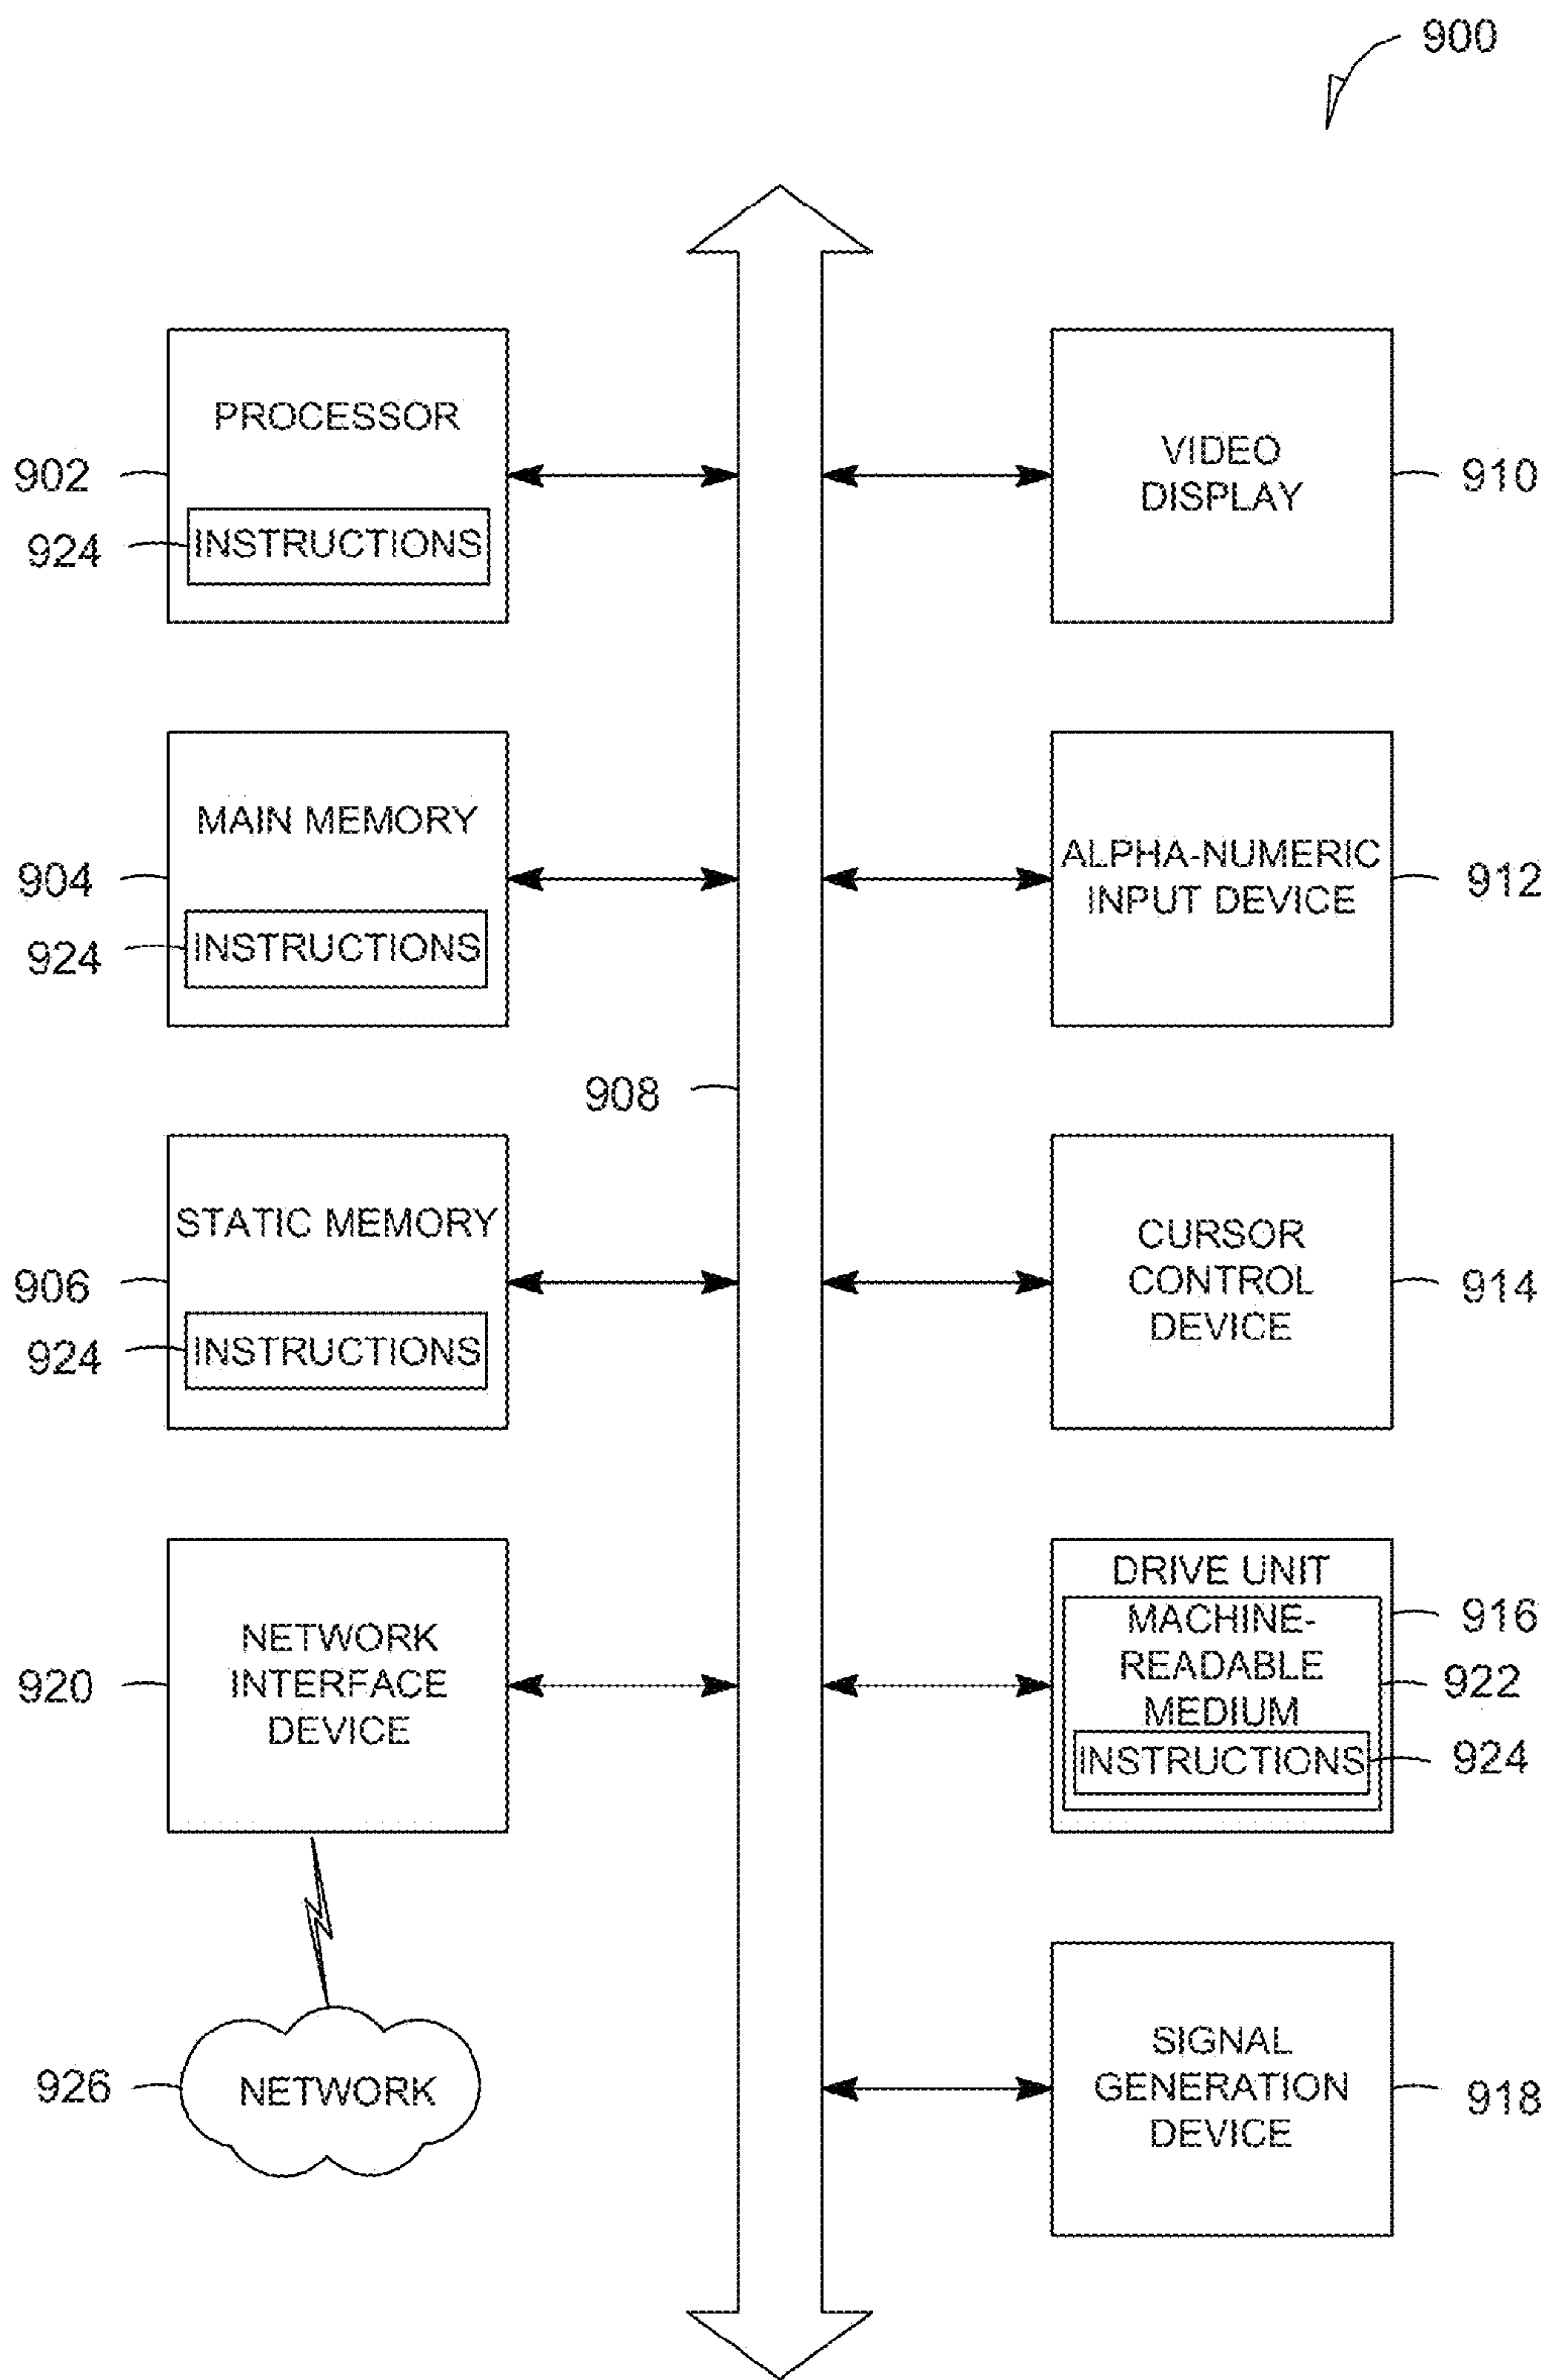 900
PROCESSOR
902
924
INSTRUCTIONS
VIDEO
DISPLAY
910
MAIN MEMORY
904
924
INSTRUCTIONS
ALPHA-NUMERIC
INPUT DEVICE
912
908
STATIC MEMORY
906
924
INSTRUCTIONS
CURSOR
CONTROL
DEVICE
914
NETWORK
INTERFACE
DEVICE
920
DRIVE UNIT
916
MACHINE-
READABLE
MEDIUM
922
INSTRUCTIONS
924
926
NETWORK
SIGNAL
GENERATION
DEVICE
918